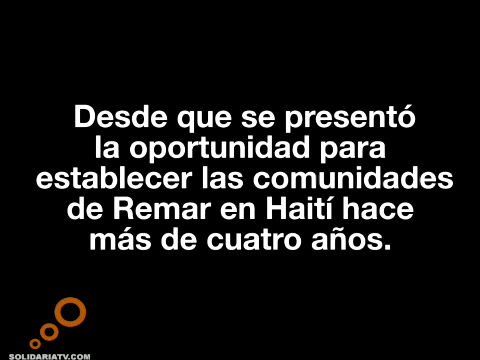 Desde que se presentó
la oportunidad para
establecer las comunidades
de Remar en Haití hace
más de cuatro años.
SOLIDARIATV.COM